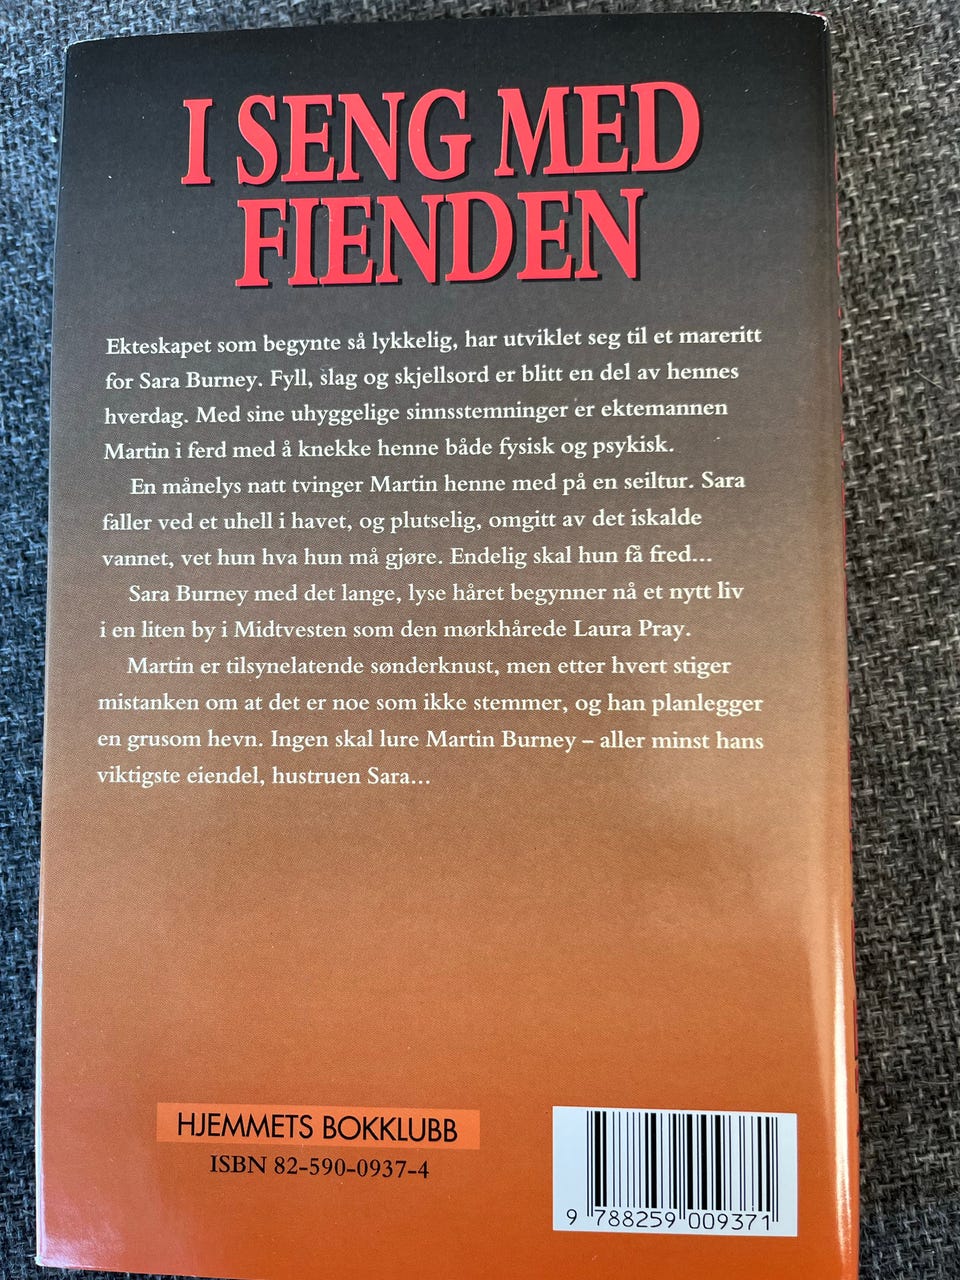 I SENG MED
FIENDEN
Ekteskapet som begynte så lykkelig, har utviklet seg til et mareritt
for Sara Burney. Fyll, slag og skjellsord er blitt en del av hennes
hverdag. Med sine uhyggelige sinnsstemninger er ektemannen
Martin i ferd med å knekke henne både fysisk og psykisk.
En månelys natt tvinger Martin henne med på en seiltur. Sara
faller ved et uhell i havet, og plutselig, omgitt av det iskalde
vannet, vet hun hva hun må gjøre. Endelig skal hun få fred...
Sara Burney med det lange, lyse håret begynner nå et nytt liv
i en liten by i Midtvesten som den mørkhårede Laura Pray.
Martin er tilsynelatende sønderknust, men etter hvert stiger
mistanken om at det er noe som ikke stemmer, og han planlegger
en grusom hevn. Ingen skal lure Martin Burney – aller minst hans
viktigste eiendel, hustruen Sara...
HJEMMETS BOKKLUBB
ISBN 82-590-0937-4
9 788259 009371